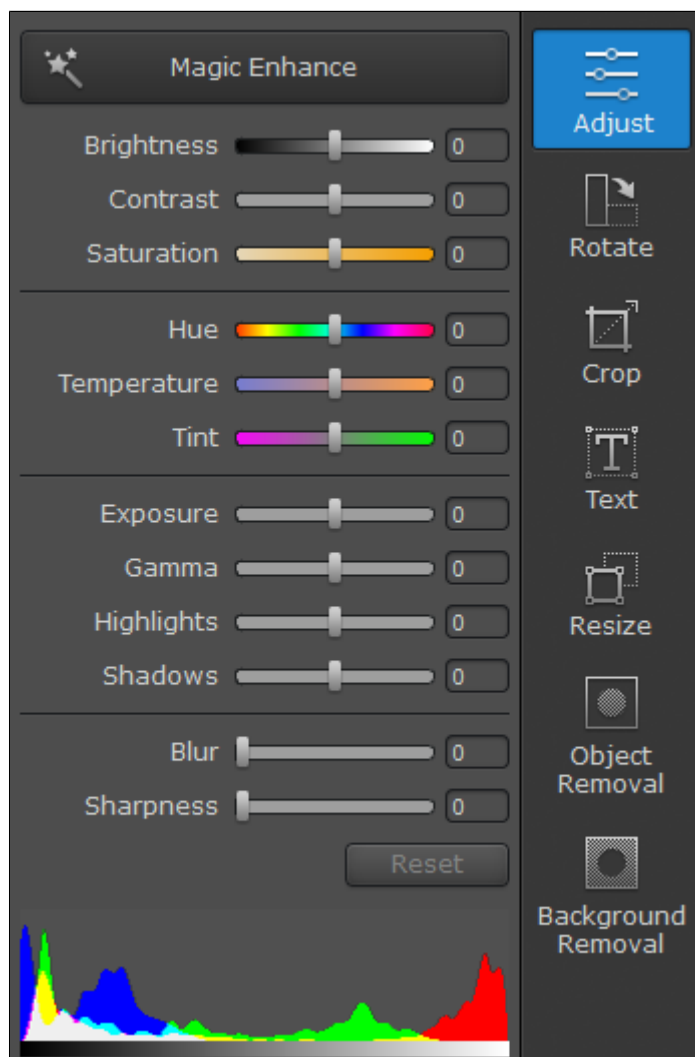 Magic Enhance
Brightness 0
Contrast 0
Saturation 0
Hue 0
Temperature 0
Tint 0
Exposure 0
Gamma 0
Highlights 0
Shadows 0
Blur 0
Sharpness 0
Reset
Adjust
Rotate
Crop
Text
Resize
Object
Removal
Background
Removal